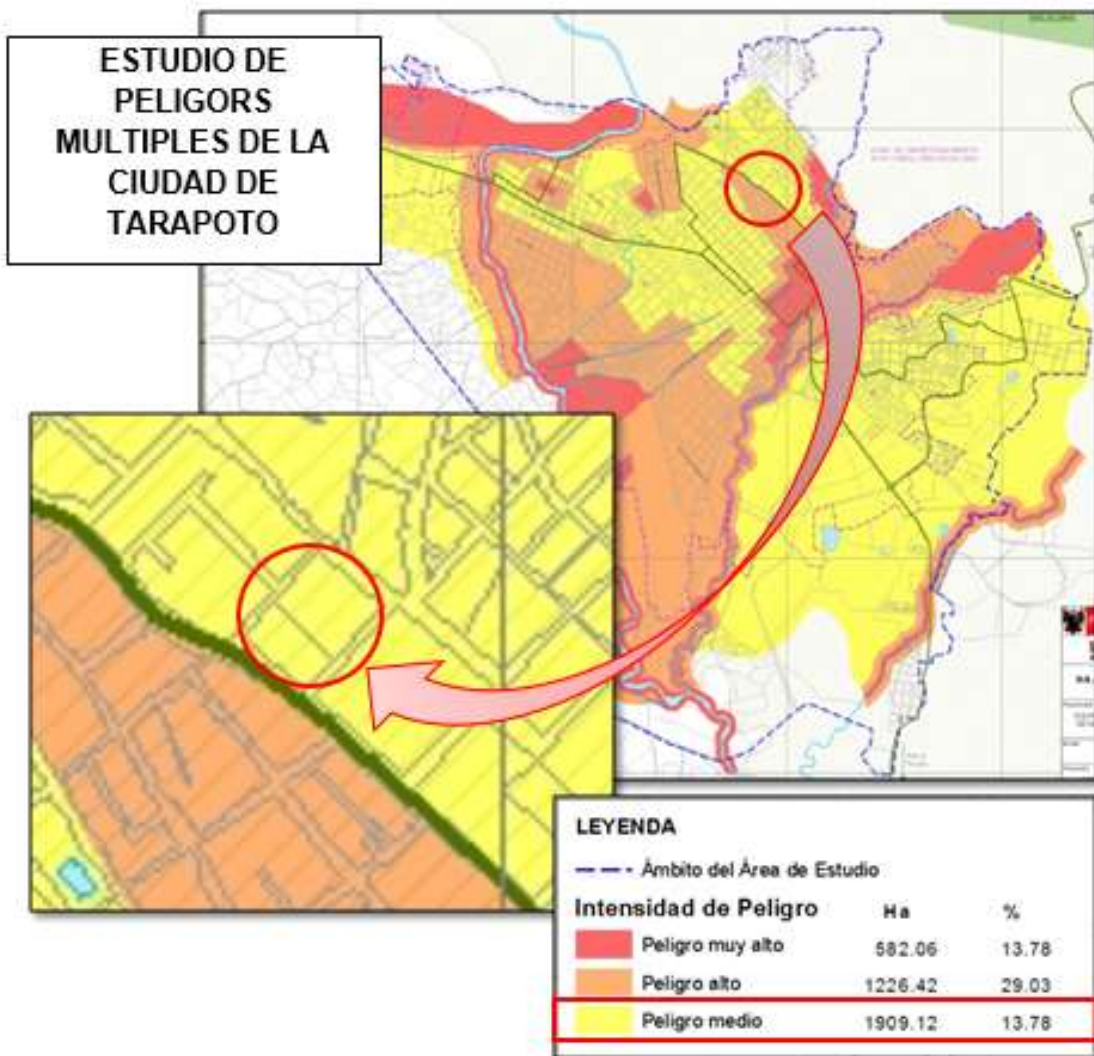 ESTUDIO DE
PELIGORS
MULTIPLES DE LA
CIUDAD DE
TARAPOTO
LEYENDA
Ámbito del Área de Estudio
Intensidad de Peligro Ha %
Peligro muy alto 582.06 13.78
Peligro alto 1226.42 29.03
Peligro medio 1909.12 13.78